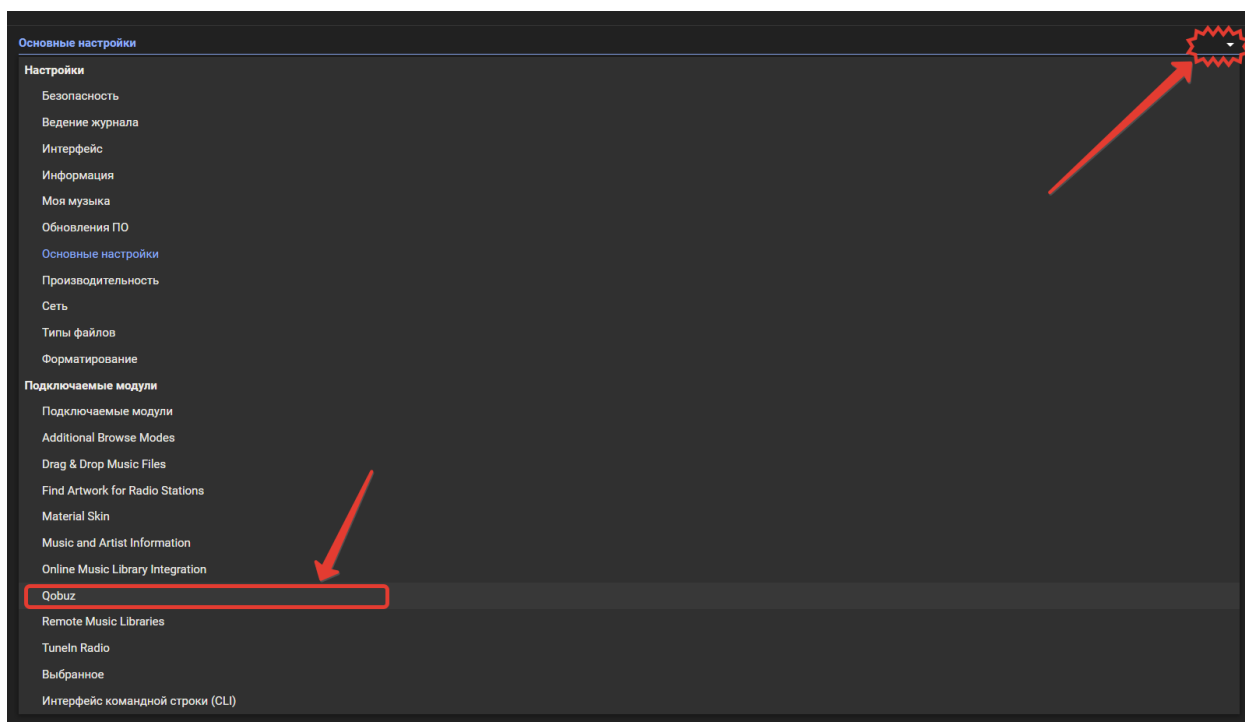 Основные настройки
Настройки
Безопасность
Ведение журнала
Интерфейс
Информация
Моя музыка
Обновления ПО
Основные настройки
Производительность
Сеть
Типы файлов
Форматирование
Подключаемые модули
Подключаемые модули
Additional Browse Modes
Drag & Drop Music Files
Find Artwork for Radio Stations
Material Skin
Music and Artist Information
Online Music Library Integration
Qobuz
Remote Music Libraries
TuneIn Radio
Выбранное
Интерфейс командной строки (CLI)